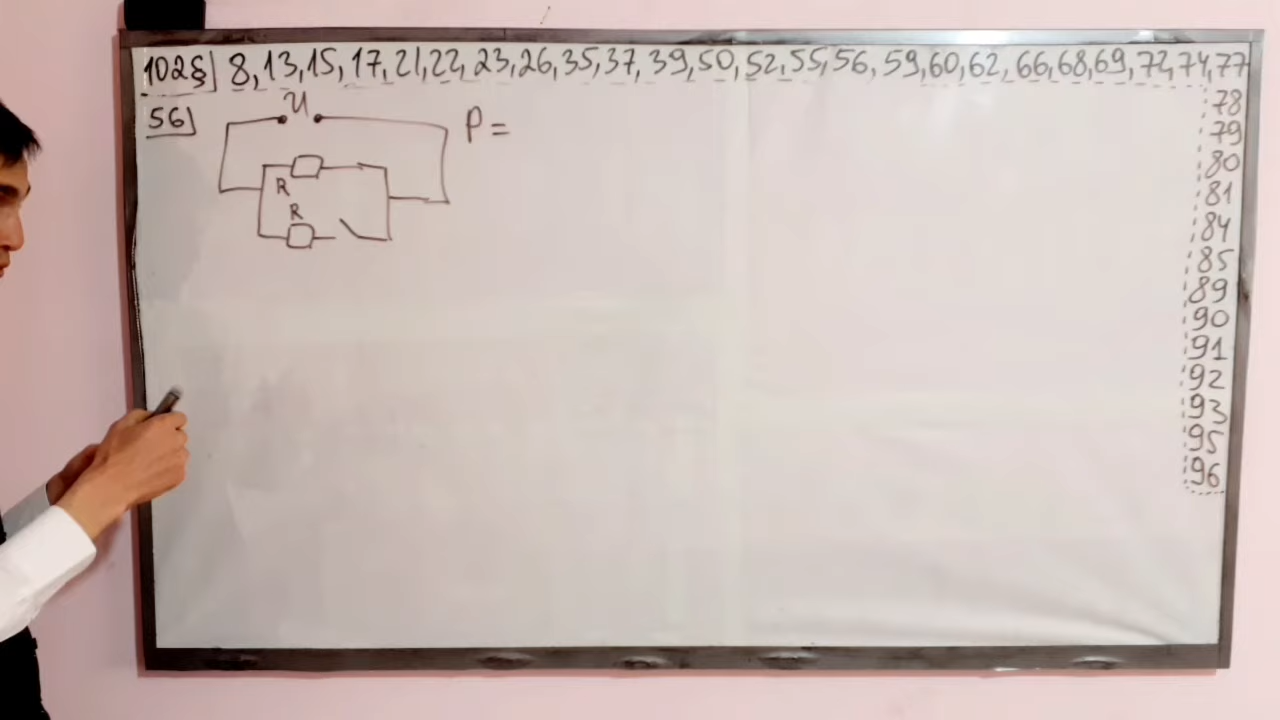 102§] 8, 13, 15, 17, 21, 22, 23, 26, 35, 37, 39, 50, 52, 55, 56, 59, 60, 62, 66, 68, 69, 72, 74, 77
78
79
80
81
84
85
89
90
91
92
93
95
96
56]
U
P =
R
R